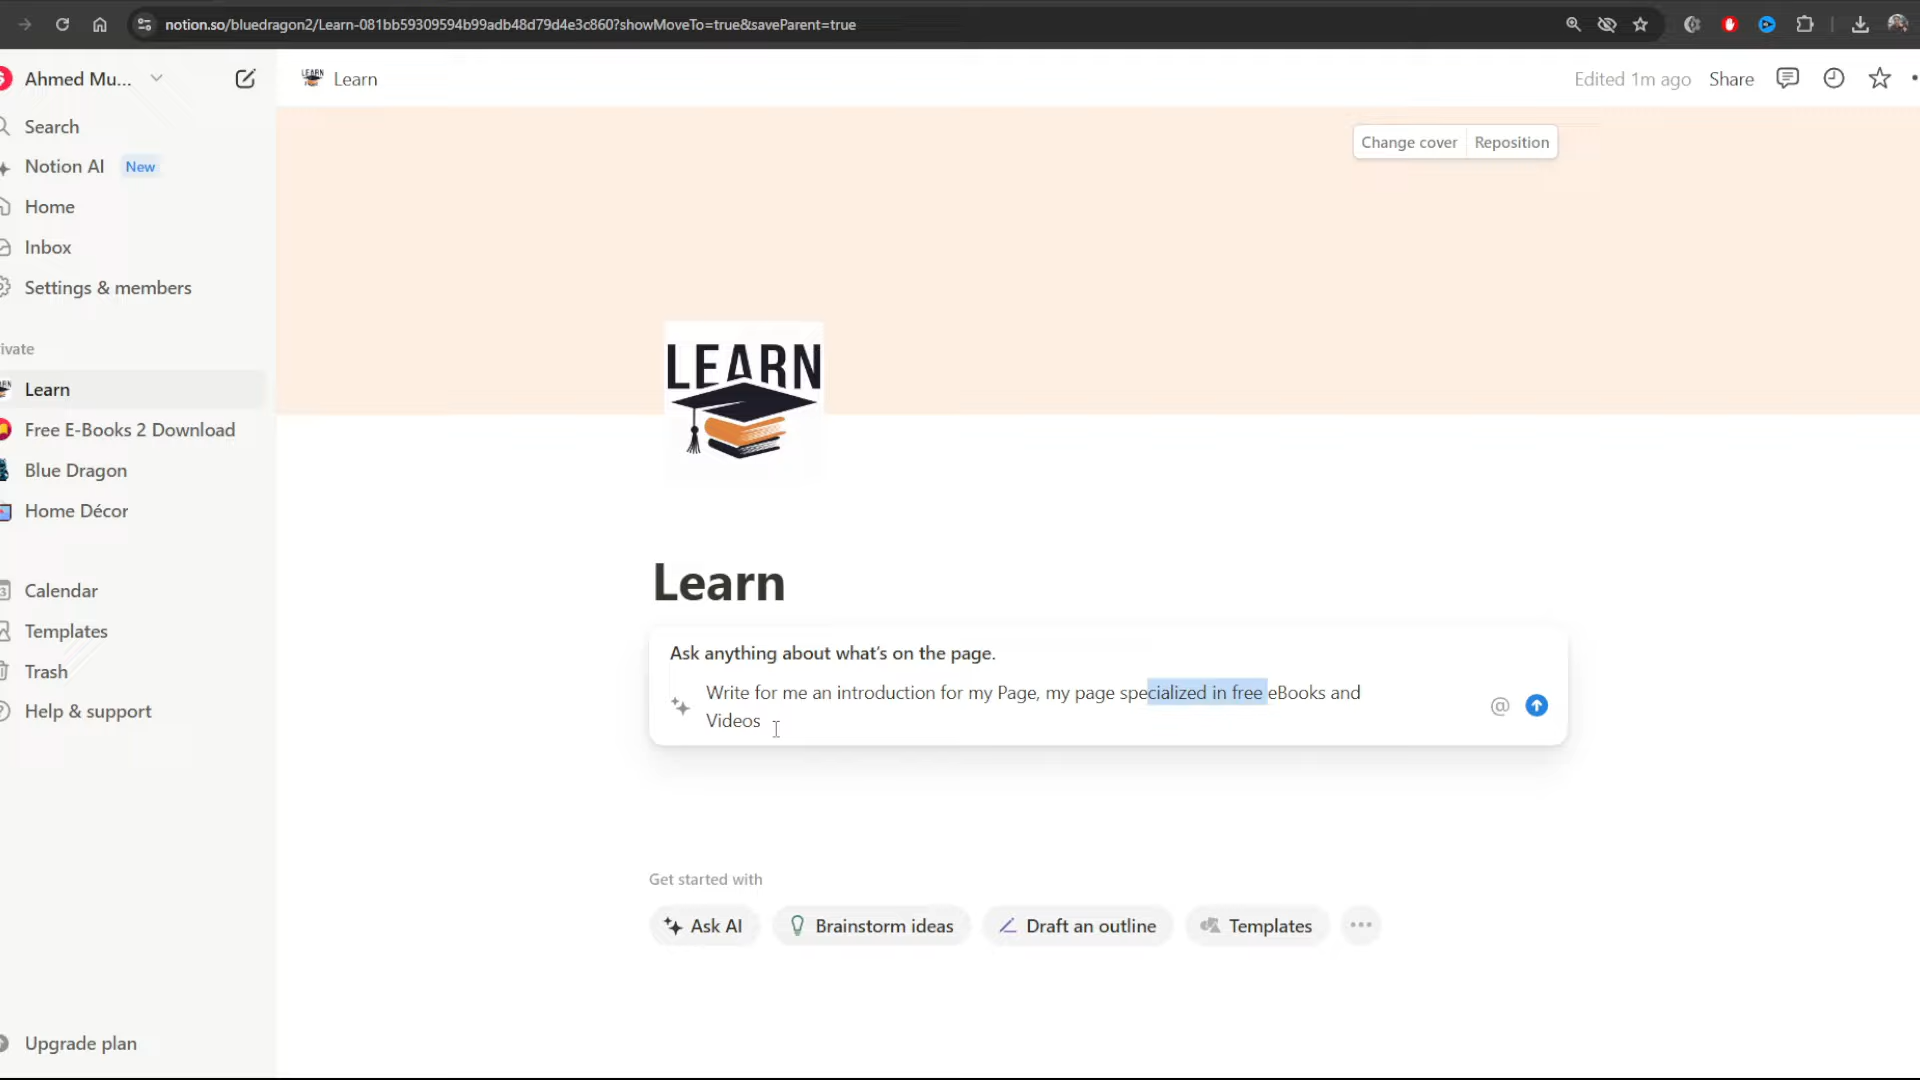 notion.so/bluedragon2/Learn-081bb59309594b99adb48d79d4e3c860?showMoveTo=true&saveParent=true
Ahmed Mu...
Learn
Edited 1m ago
Share
Search
Notion AI New
Home
Inbox
Settings & members
ivate
Learn
Free E-Books 2 Download
Blue Dragon
Home Décor
Calendar
Templates
Trash
Help & support
Upgrade plan
Change cover
Reposition
LEARN
Learn
Ask anything about what's on the page.
Write for me an introduction for my Page, my page specialized in free eBooks and
Videos
@
Get started with
Ask AI
Brainstorm ideas
Draft an outline
Templates